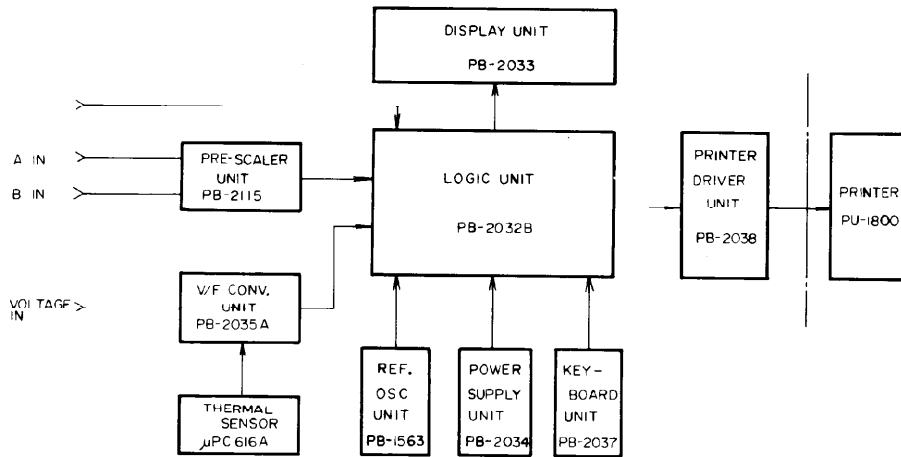 DISPLAY UNIT
PB-2033
A IN
B IN
PRE-SCALER
UNIT
PB-2115
LOGIC UNIT
PB-2032B
PRINTER
DRIVER
UNIT
PB-2038
PRINTER
PU-1800
VOLTAGE
IN
V/F CONV.
UNIT
PB-2035A
THERMAL
SENSOR
μPC616A
REF.
OSC
UNIT
PB-1563
POWER
SUPPLY
UNIT
PB-2034
KEY-
BOARD
UNIT
PB-2037